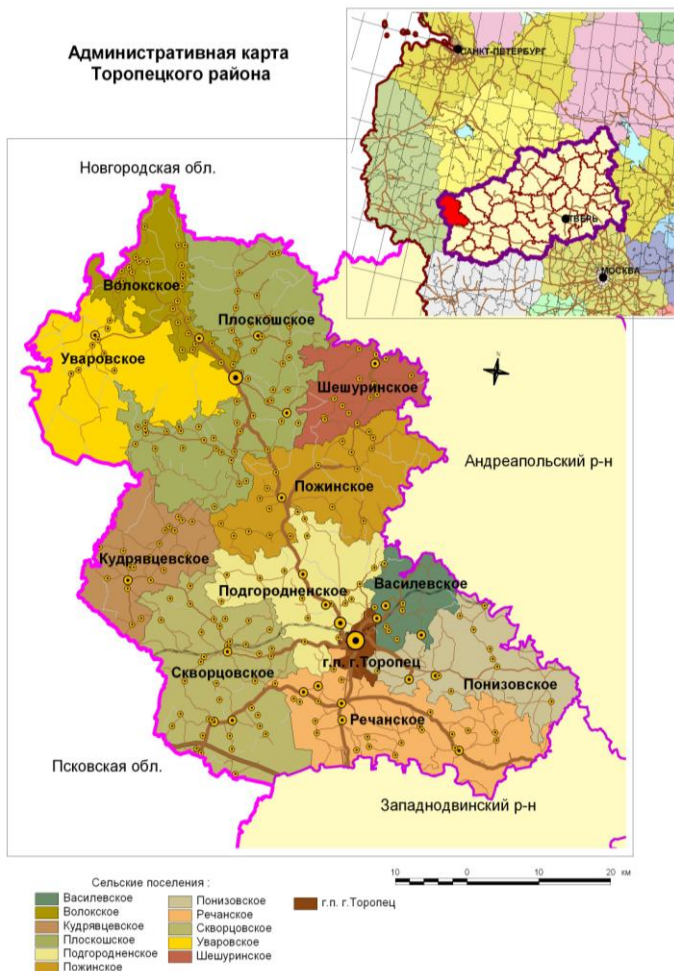 Административная карта
Торопецкого района
САНКТ-ПЕТЕРБУРГ
ТВЕРЬ
МОСКВА
Новгородская обл.
Волокское
Плоскошское
Уваровское
Шешуринское
N
Андреапольский р-н
Пожинское
Кудрявцевское
Подгородненское
Василевское
г.п. г.Торопец
Скворцовское
Понизовское
Речанское
Псковская обл.
Западнодвинский р-н
10 0 10 20 км
Сельские поселения :
Василевское
Волокское
Кудрявцевское
Плоскошское
Подгородненское
Пожинское
Понизовское
Речанское
Скворцовское
Уваровское
Шешуринское
г.п. г.Торопец